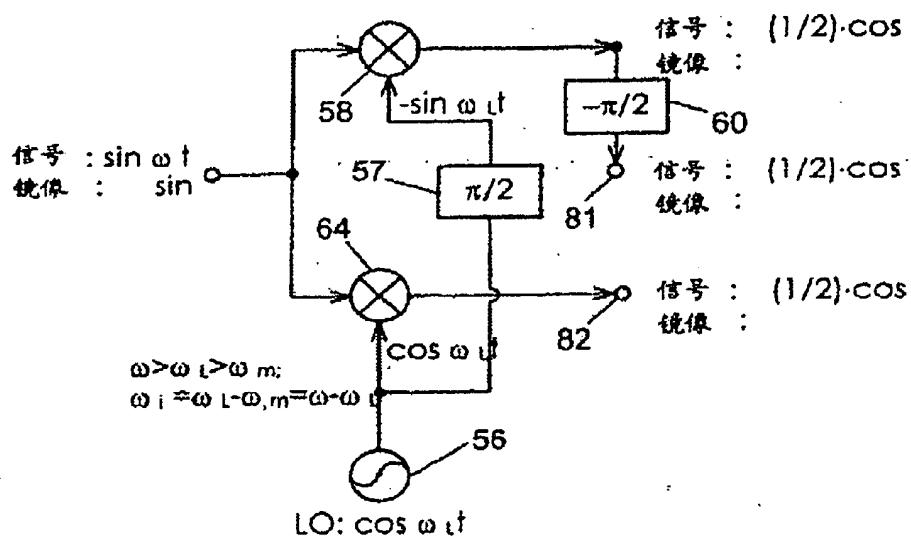 信号 : (1/2)·cos
镜像 :
58
-sin ω Lt
-π/2
60
信号 : sin ω t
镜像 : sin
57
π/2
81
信号 : (1/2)·cos
镜像 :
64
信号 : (1/2)·cos
镜像 :
82
cos ω Lt
ω>ω L>ω m;
ω i ≒ω L-ω,m=ω-ω L
56
LO: cos ω Lt